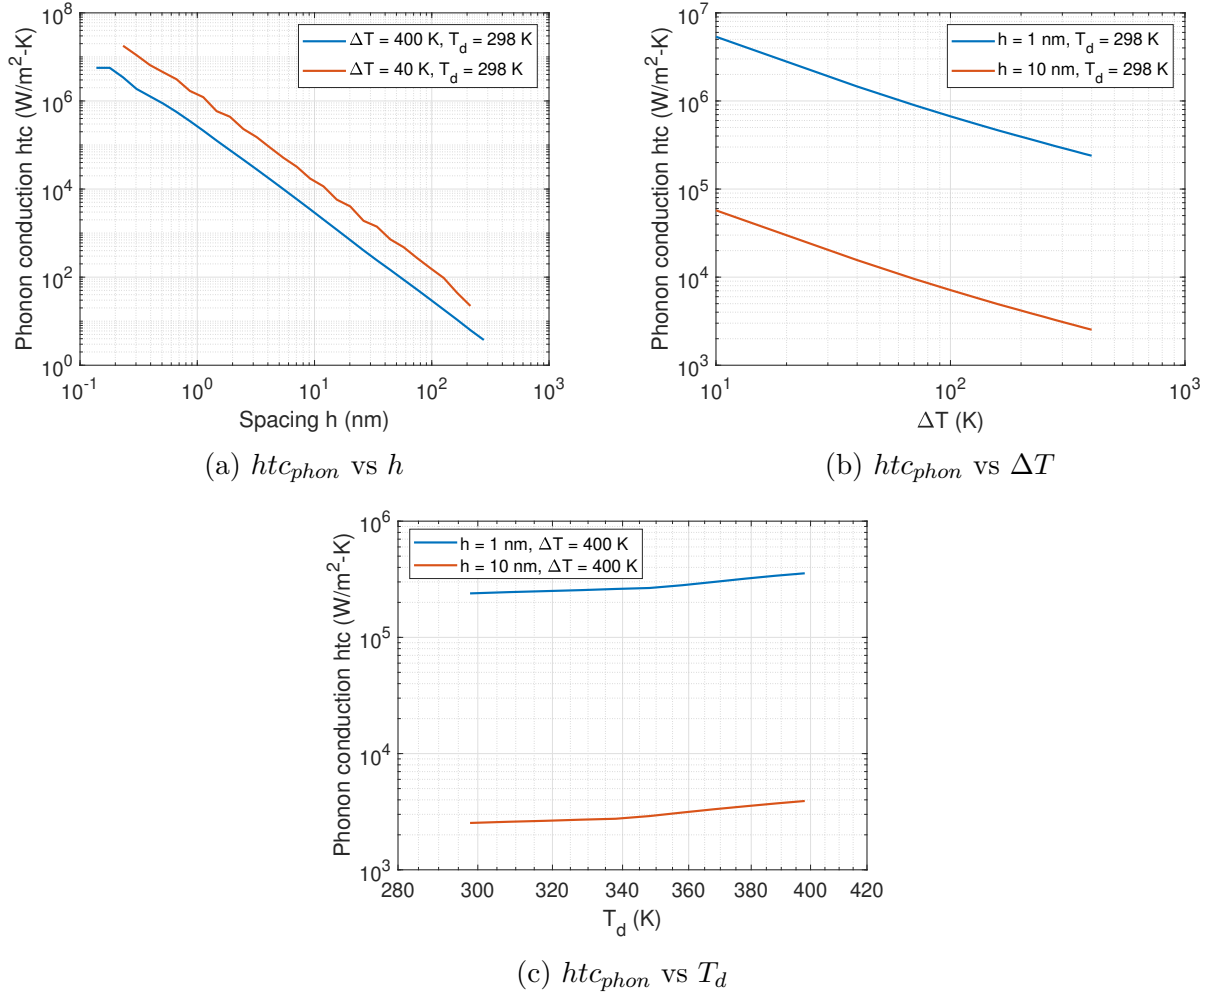 10^8
10^6
10^4
10^2
10^0
Phonon conduction htc (W/m^2-K)
ΔT = 400 K, T_d = 298 K
ΔT = 40 K, T_d = 298 K
10^-1 10^0 10^1 10^2 10^3
Spacing h (nm)
(a) htc_phon vs h
10^7
10^6
10^5
10^4
10^3
Phonon conduction htc (W/m^2-K)
h = 1 nm, T_d = 298 K
h = 10 nm, T_d = 298 K
10^1 10^2 10^3
ΔT (K)
(b) htc_phon vs ΔT
10^6
10^5
10^4
10^3
Phonon conduction htc (W/m^2-K)
h = 1 nm, ΔT = 400 K
h = 10 nm, ΔT = 400 K
280 300 320 340 360 380 400 420
T_d (K)
(c) htc_phon vs T_d